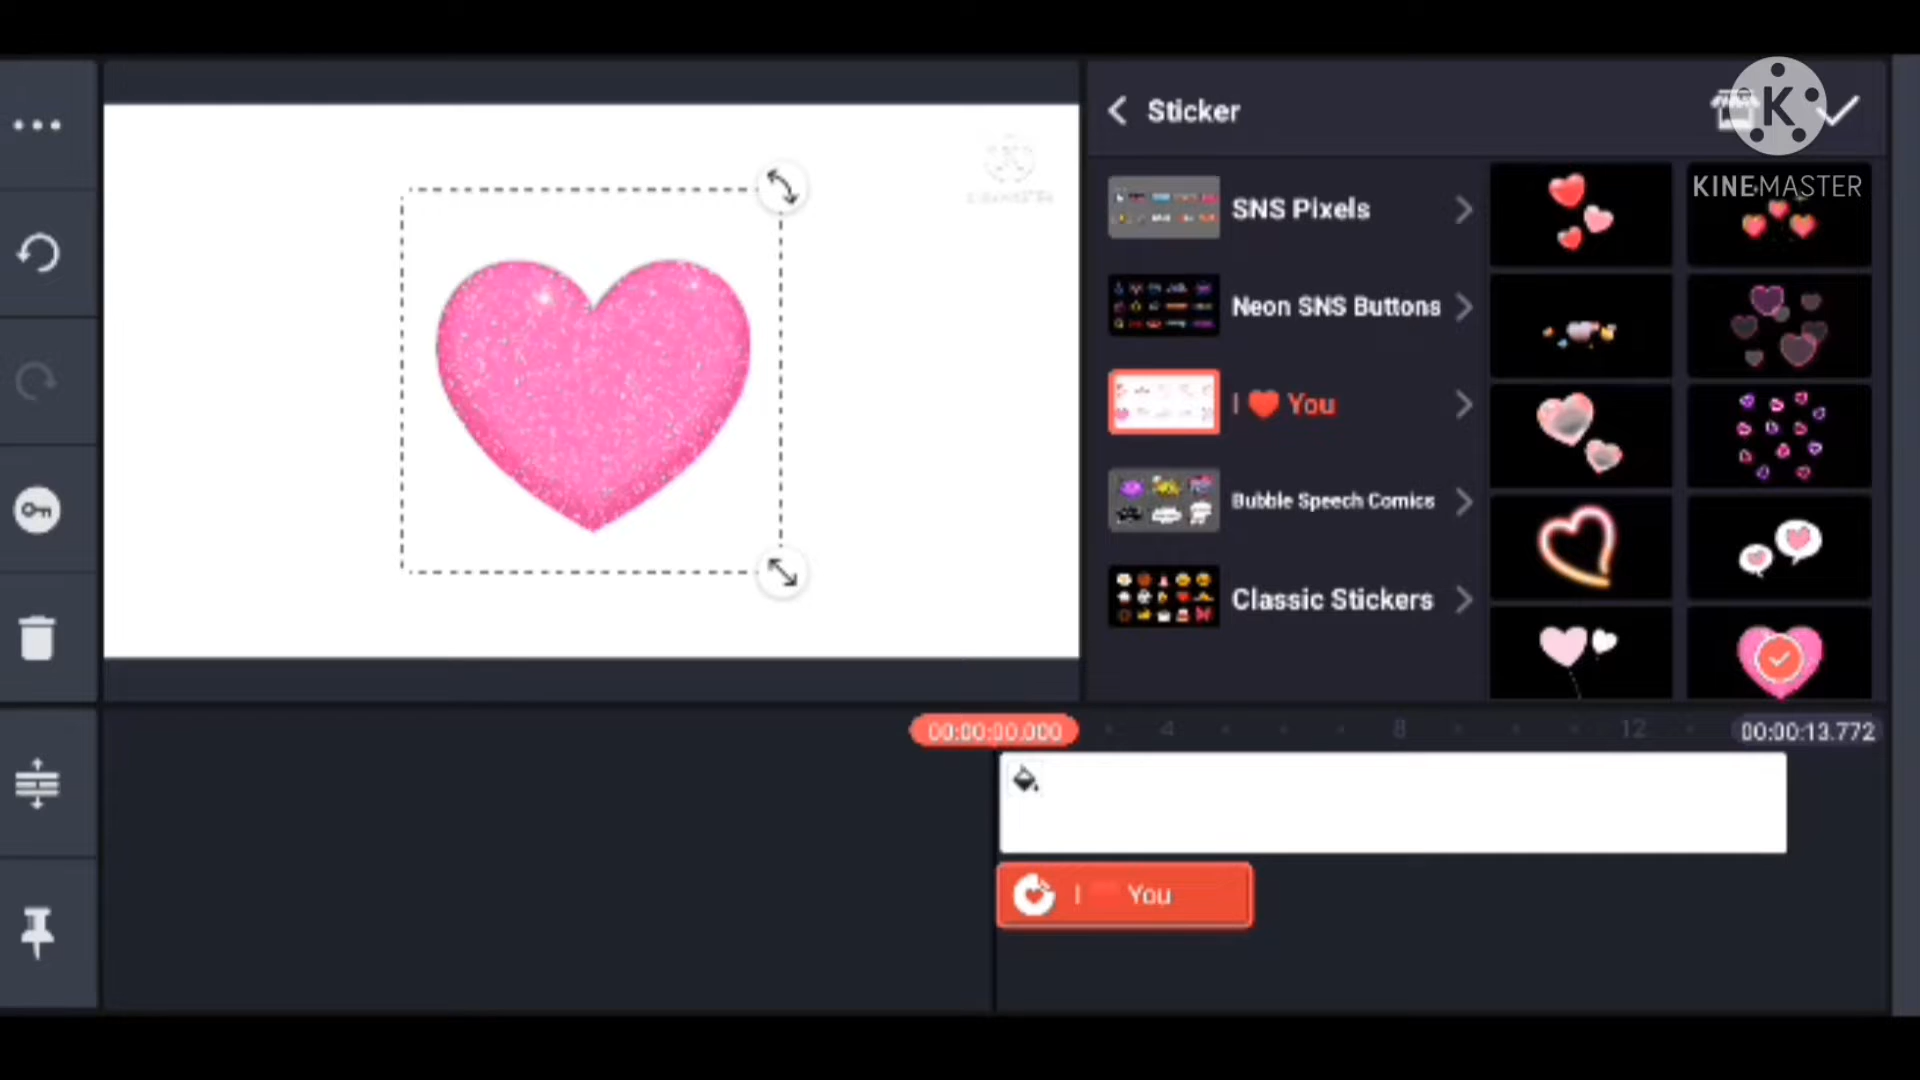 Sticker
K
KINEMASTER
SNS Pixels
Neon SNS Buttons
I ❤ You
Bubble Speech Comics
Classic Stickers
00:00:00.000
4
8
12
00:00:13.772
I You